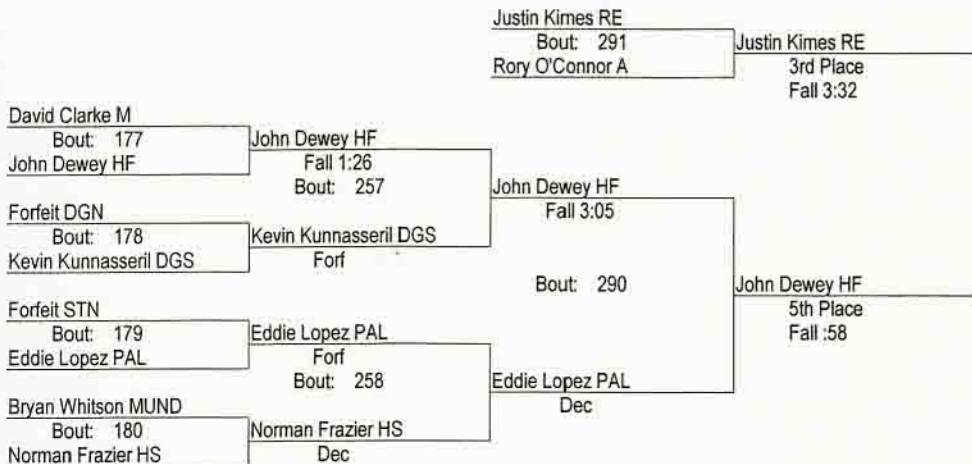 Justin Kimes RE
Bout: 291
Rory O'Connor A
Justin Kimes RE
3rd Place
Fall 3:32
David Clarke M
Bout: 177
John Dewey HF
John Dewey HF
Fall 1:26
Bout: 257
Forfeit DGN
Bout: 178
Kevin Kunnasseril DGS
Kevin Kunnasseril DGS
Forf
John Dewey HF
Fall 3:05
Forfeit STN
Bout: 179
Eddie Lopez PAL
Eddie Lopez PAL
Forf
Bout: 258
Bryan Whitson MUND
Bout: 180
Norman Frazier HS
Norman Frazier HS
Dec
Eddie Lopez PAL
Dec
Bout: 290
John Dewey HF
5th Place
Fall :58